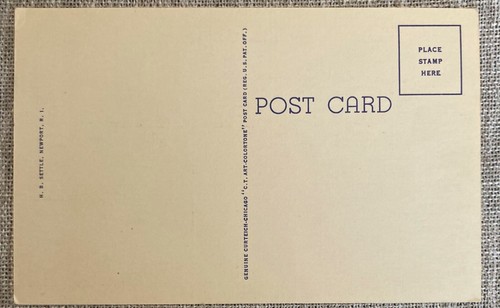 H. S. SETTLE, NEWPORT, R. I.
GENUINE CURTEICH-CHICAGO "C.T. ART-COLORTONE" POST CARD (REG. U.S. PAT. OFF.)
POST CARD
PLACE
STAMP
HERE